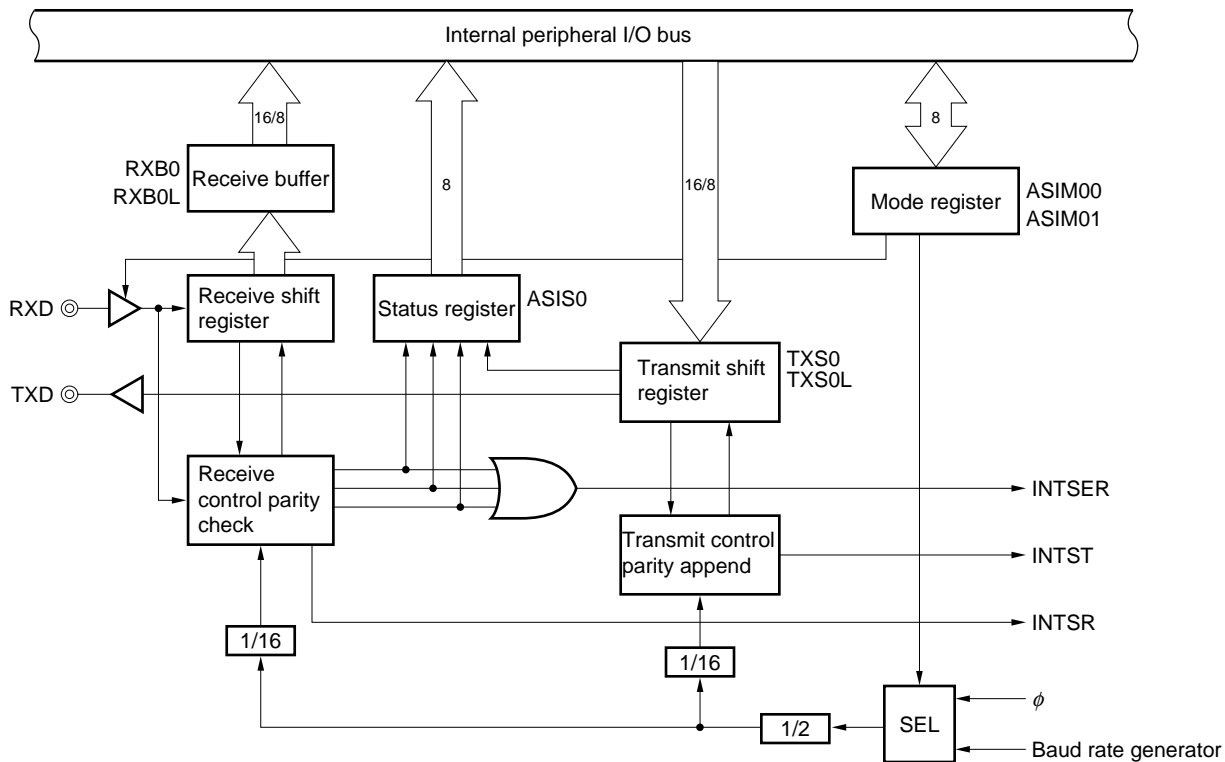 Internal peripheral I/O bus
16/8
8
16/8
8
RXB0
RXB0L
Receive buffer
Mode register
ASIM00
ASIM01
RXD
Receive shift
register
Status register
ASIS0
TXD
Transmit shift
register
TXS0
TXS0L
Receive
control parity
check
INTSER
Transmit control
parity append
INTST
INTSR
1/16
1/16
SEL
ϕ
1/2
Baud rate generator